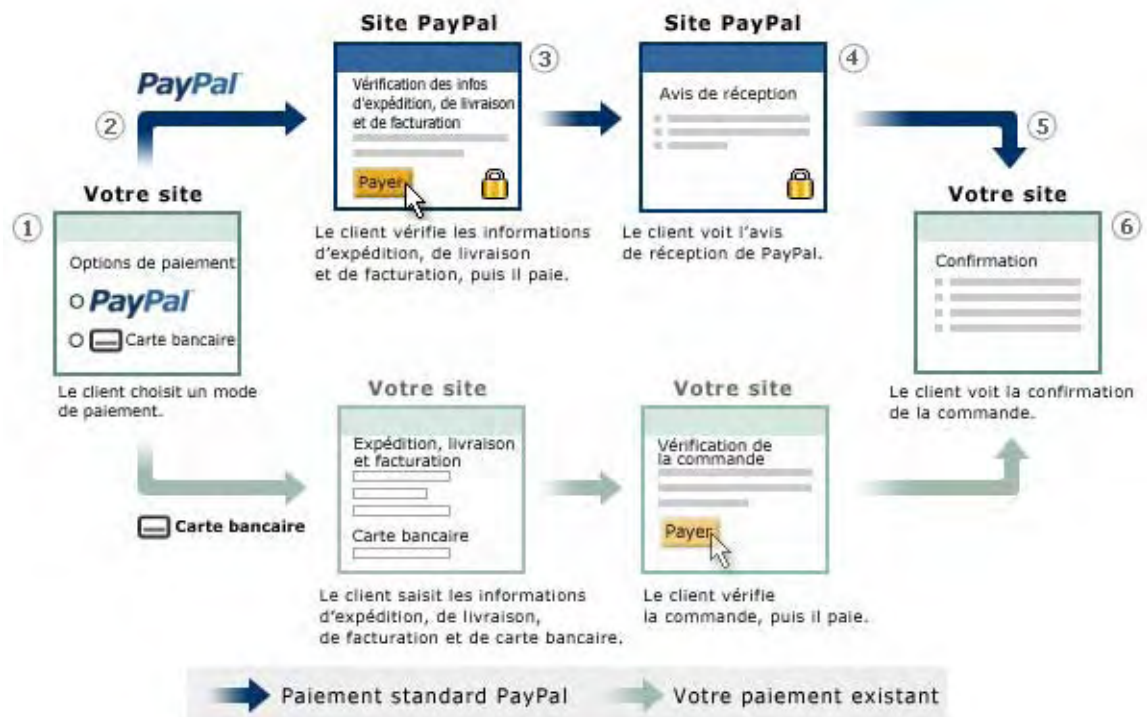 Site PayPal
Vérification des infos
d'expédition, de livraison
et de facturation
Payer
Le client vérifie les informations
d'expédition, de livraison
et de facturation, puis il paie.
③
Site PayPal
Avis de réception
Le client voit l'avis
de réception de PayPal.
④
PayPal
②
⑤
Votre site
①
Options de paiement
PayPal
Carte bancaire
Le client choisit un mode
de paiement.
Votre site
⑥
Confirmation
Le client voit la confirmation
de la commande.
Carte bancaire
Votre site
Expédition, livraison
et facturation
Carte bancaire
Le client saisit les informations
d'expédition, de livraison,
de facturation et de carte bancaire.
Votre site
Vérification de
la commande
Payer
Le client vérifie
la commande, puis il paie.
Paiement standard PayPal
Votre paiement existant